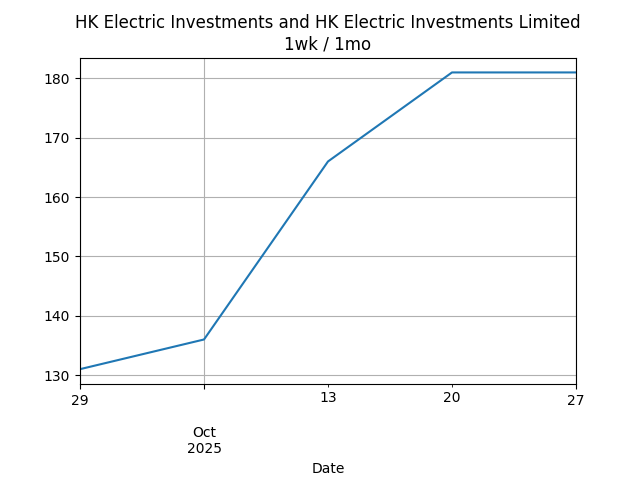 HK Electric Investments and HK Electric Investments Limited
1wk / 1mo
180
170
160
150
140
130
29
13
20
27
Oct
2025
Date